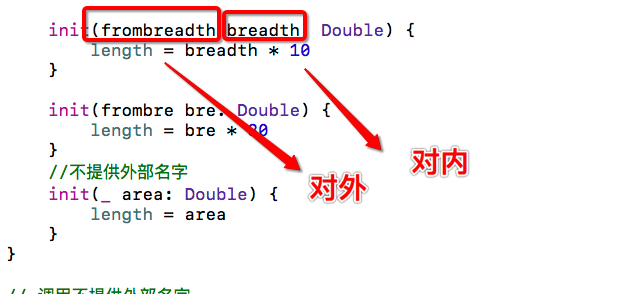 init(frombreadth breadth: Double) {
length = breadth * 10
}
init(frombre bre: Double) {
length = bre * 30
}
//不提供外部名字
init(_ area: Double) {
length = area
}
}
对外
对内
// 调用不提供外部名字